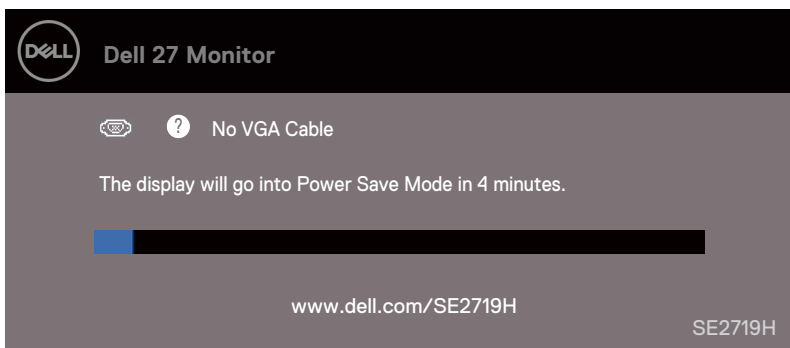 DELL
Dell 27 Monitor
? No VGA Cable
The display will go into Power Save Mode in 4 minutes.
www.dell.com/SE2719H
SE2719H